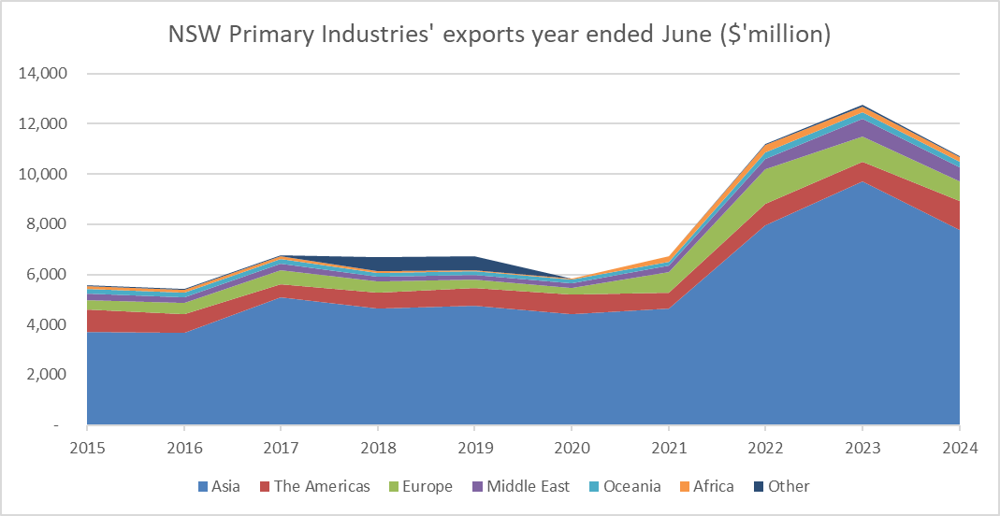 NSW Primary Industries' exports year ended June ($'million)
14,000
12,000
10,000
8,000
6,000
4,000
2,000
-
2015 2016 2017 2018 2019 2020 2021 2022 2023 2024
Asia The Americas Europe Middle East Oceania Africa Other